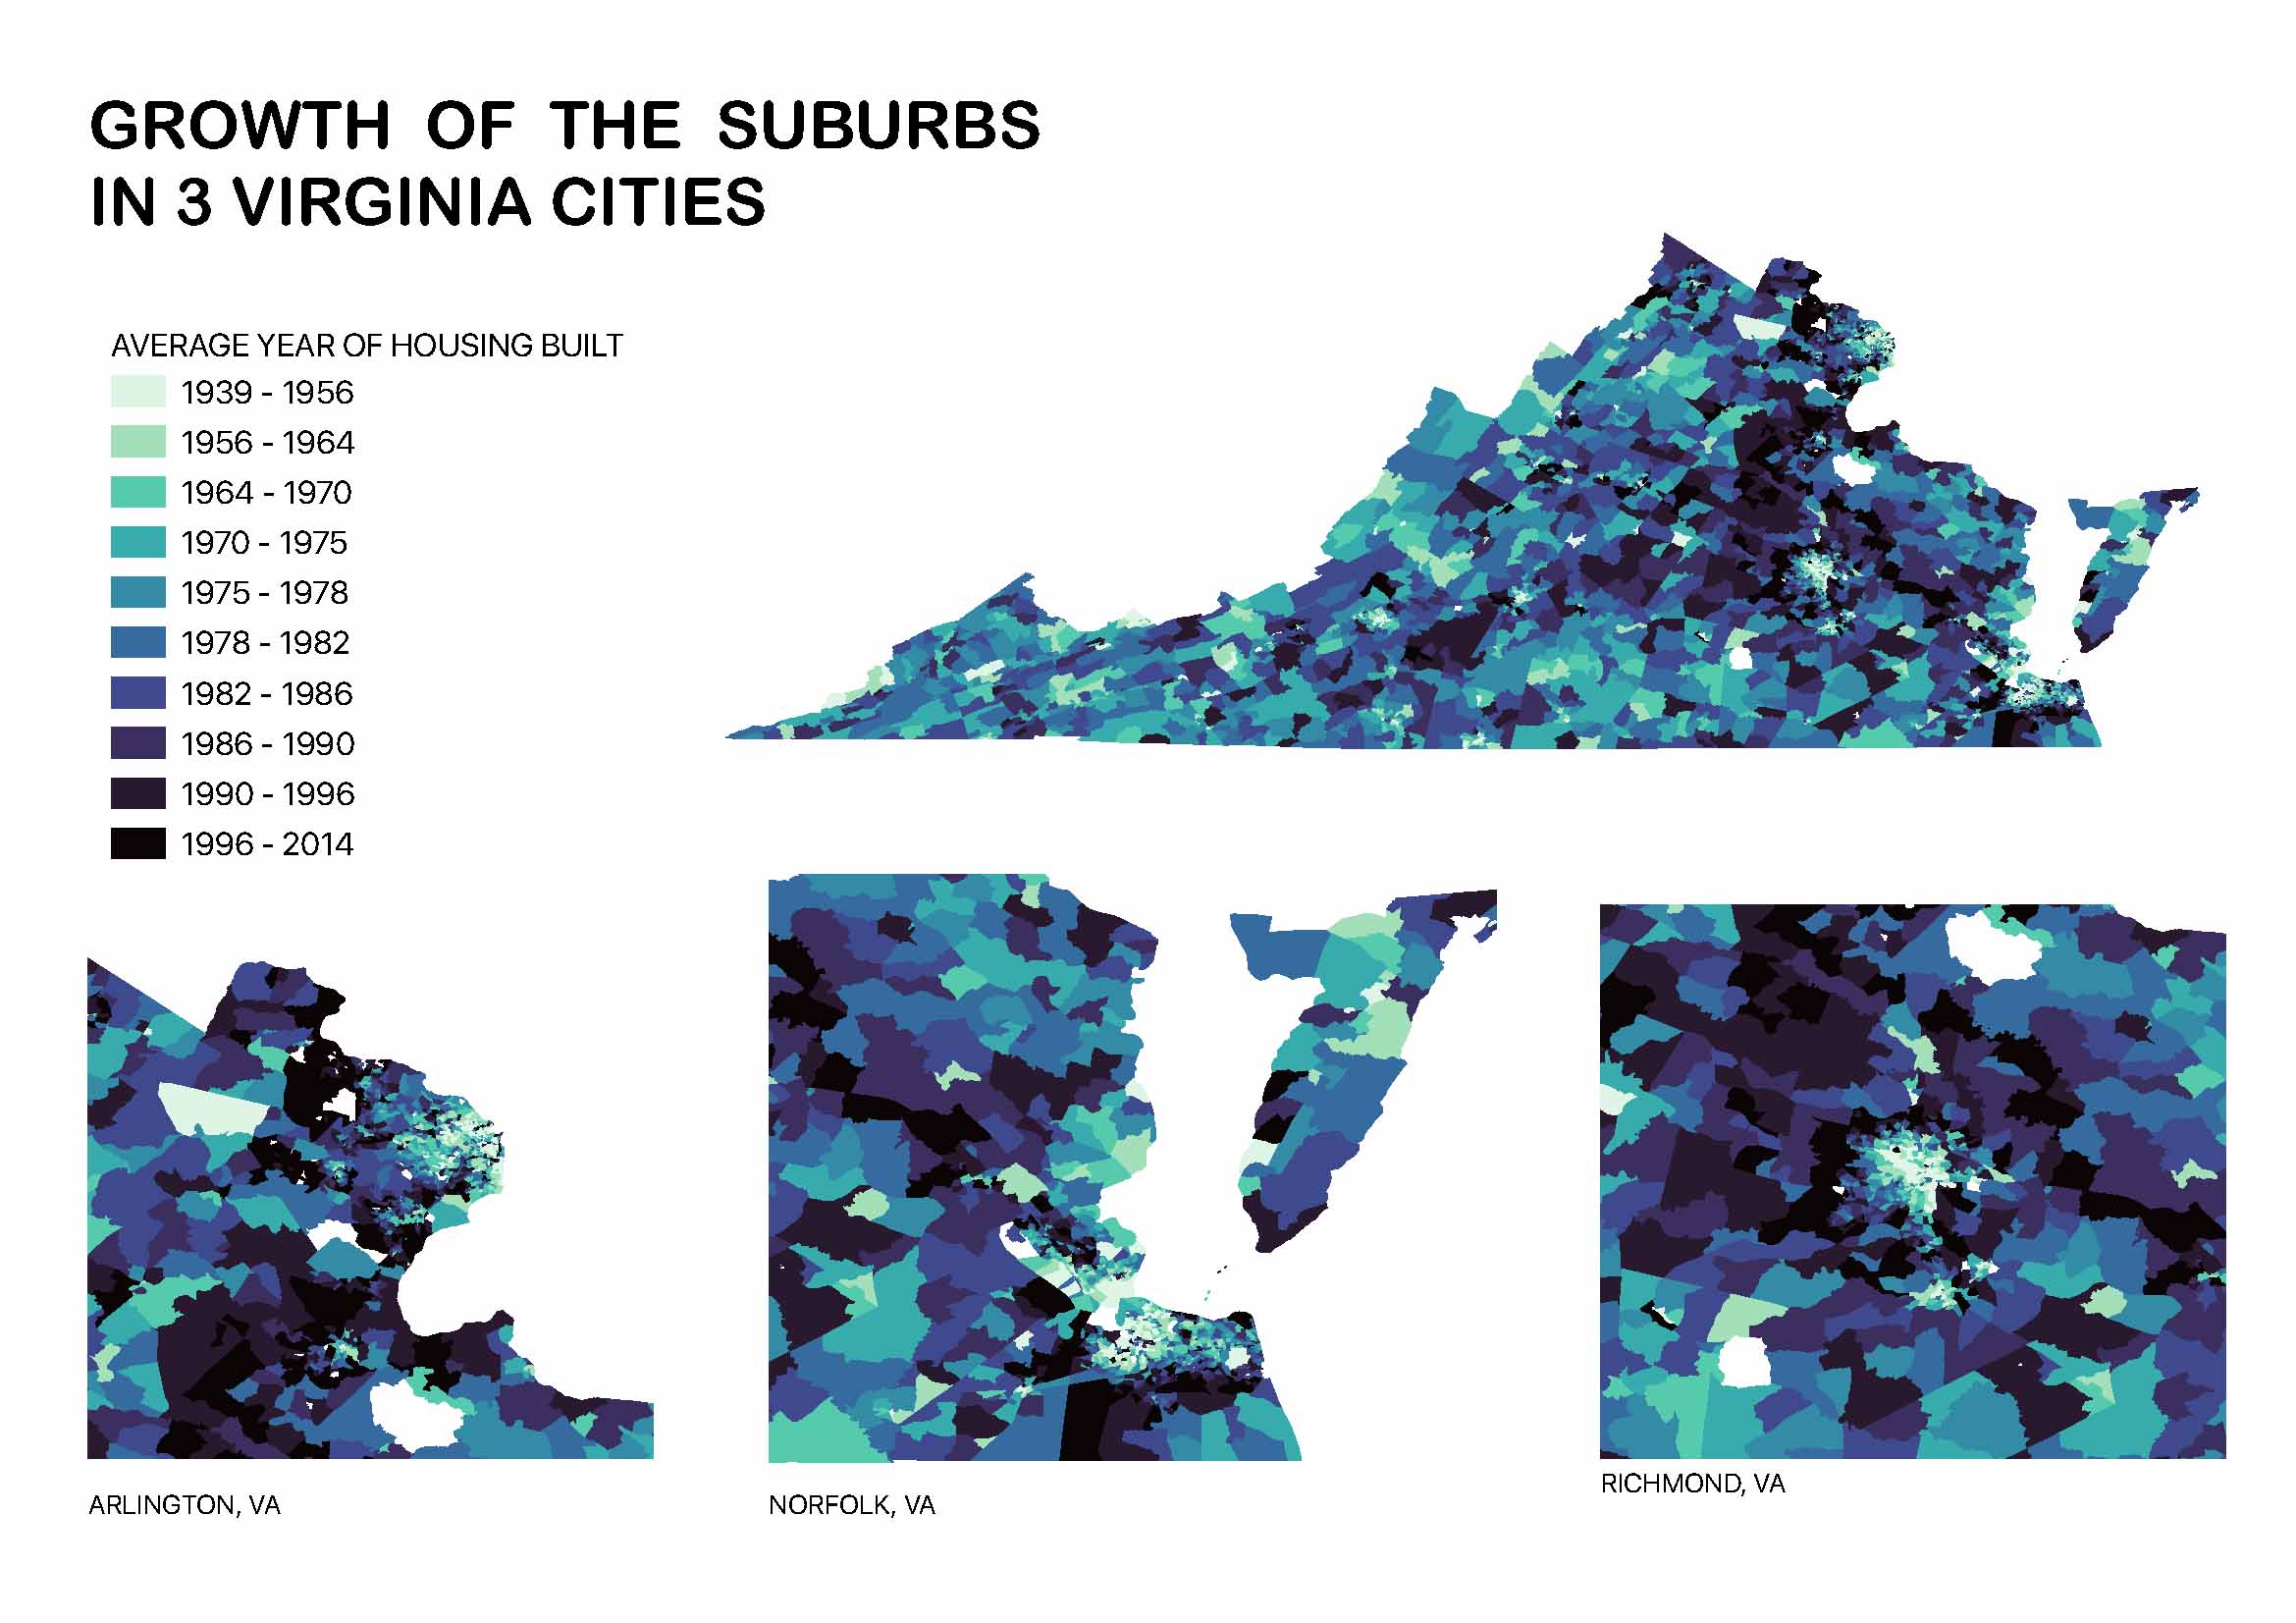 GROWTH OF THE SUBURBS
IN 3 VIRGINIA CITIES
AVERAGE YEAR OF HOUSING BUILT
1939 - 1956
1956 - 1964
1964 - 1970
1970 - 1975
1975 - 1978
1978 - 1982
1982 - 1986
1986 - 1990
1990 - 1996
1996 - 2014
ARLINGTON, VA
NORFOLK, VA
RICHMOND, VA